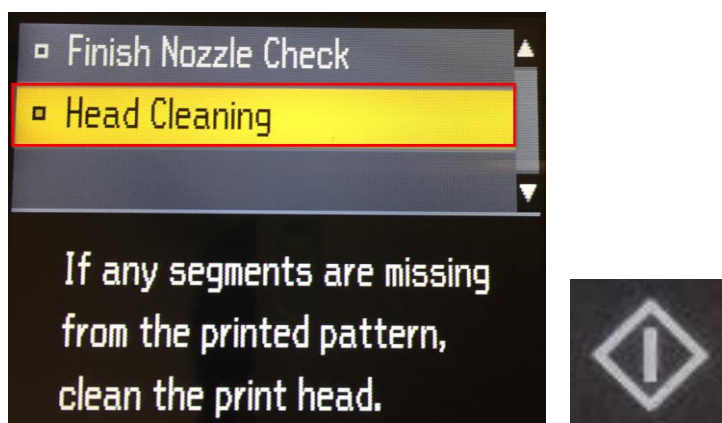 Finish Nozzle Check
Head Cleaning
If any segments are missing
from the printed pattern,
clean the print head.